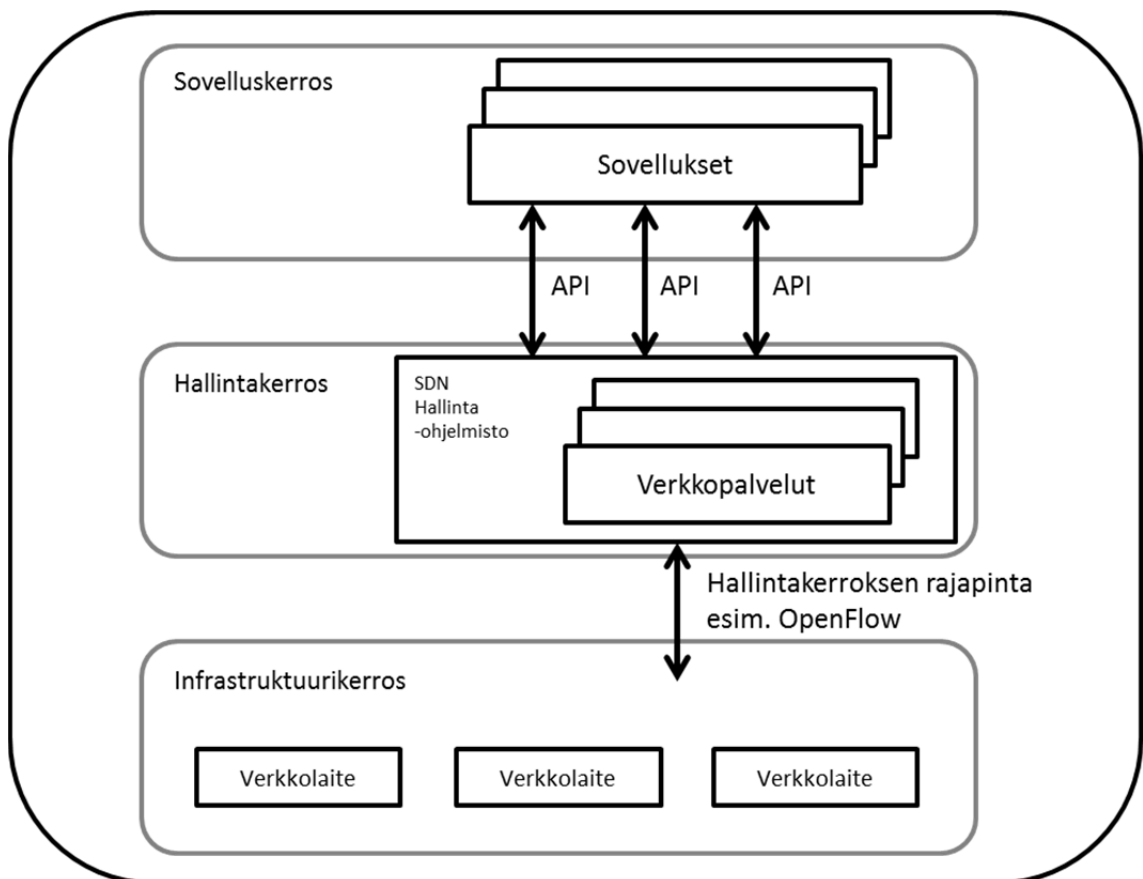 Sovelluskerros
Sovellukset
API
API
API
Hallintakerros
SDN
Hallinta
-ohjelmisto
Verkkopalvelut
Hallintakerroksen rajapinta
esim. OpenFlow
Infrastruktuurikerros
Verkkolaite
Verkkolaite
Verkkolaite